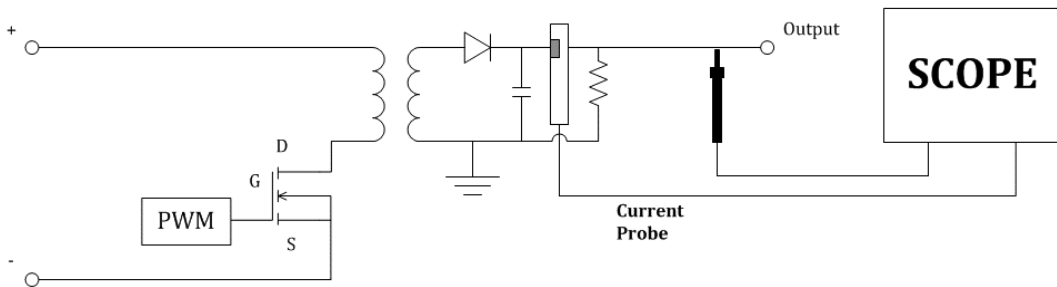 +
Output
SCOPE
D
G
PWM
S
Current
Probe
-